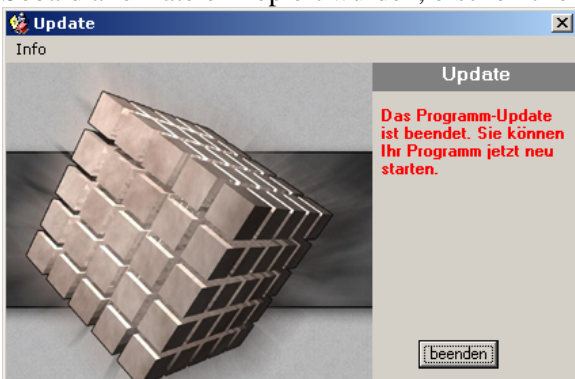 Update
Info
Update
Das Programm-Update
ist beendet. Sie können
Ihr Programm jetzt neu
starten.
beenden